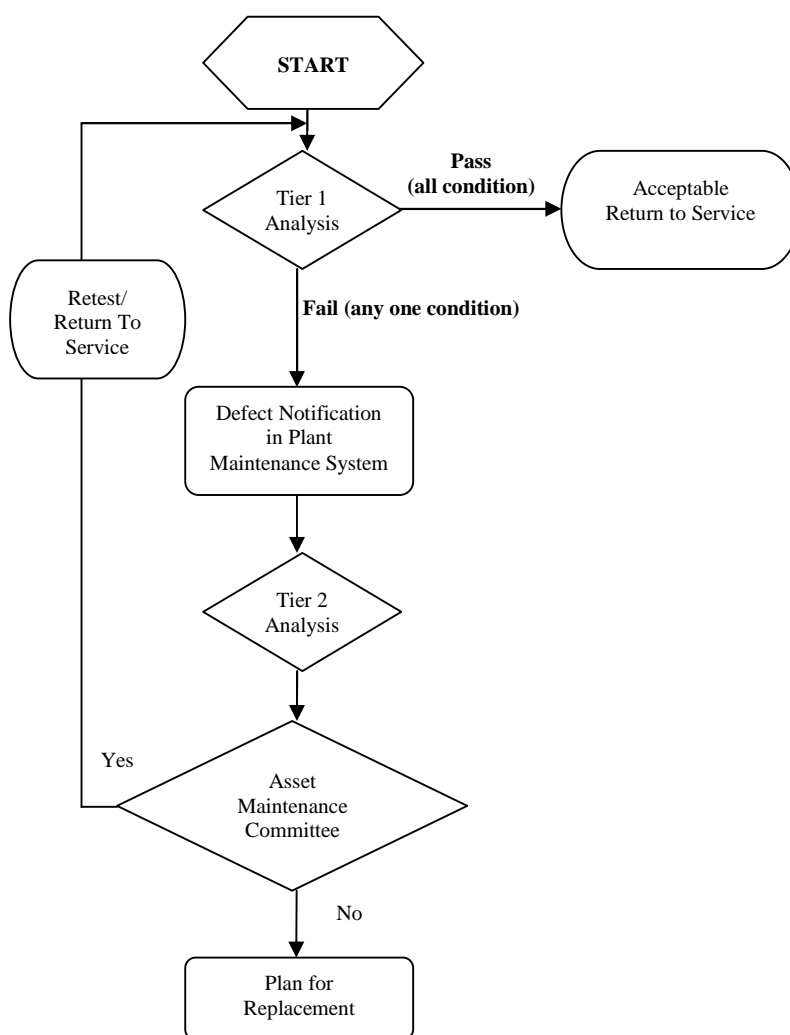 START
Pass
(all condition)
Acceptable
Return to Service
Tier 1
Analysis
Retest/
Return To
Service
Fail (any one condition)
Defect Notification
in Plant
Maintenance System
Tier 2
Analysis
Yes
Asset
Maintenance
Committee
No
Plan for
Replacement